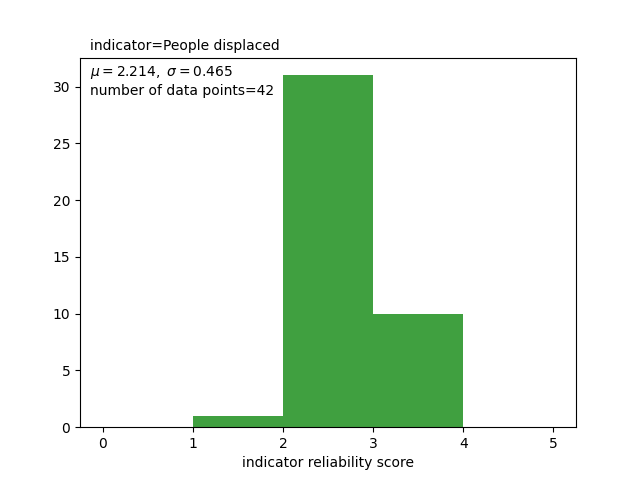 indicator=People displaced
μ = 2.214, σ = 0.465
number of data points=42
30
25
20
15
10
5
0
0 1 2 3 4 5
indicator reliability score